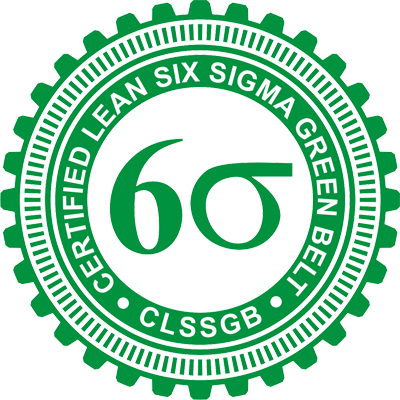 CERTIFIED LEAN SIX SIGMA GREEN BELT
6σ
CLSSGB